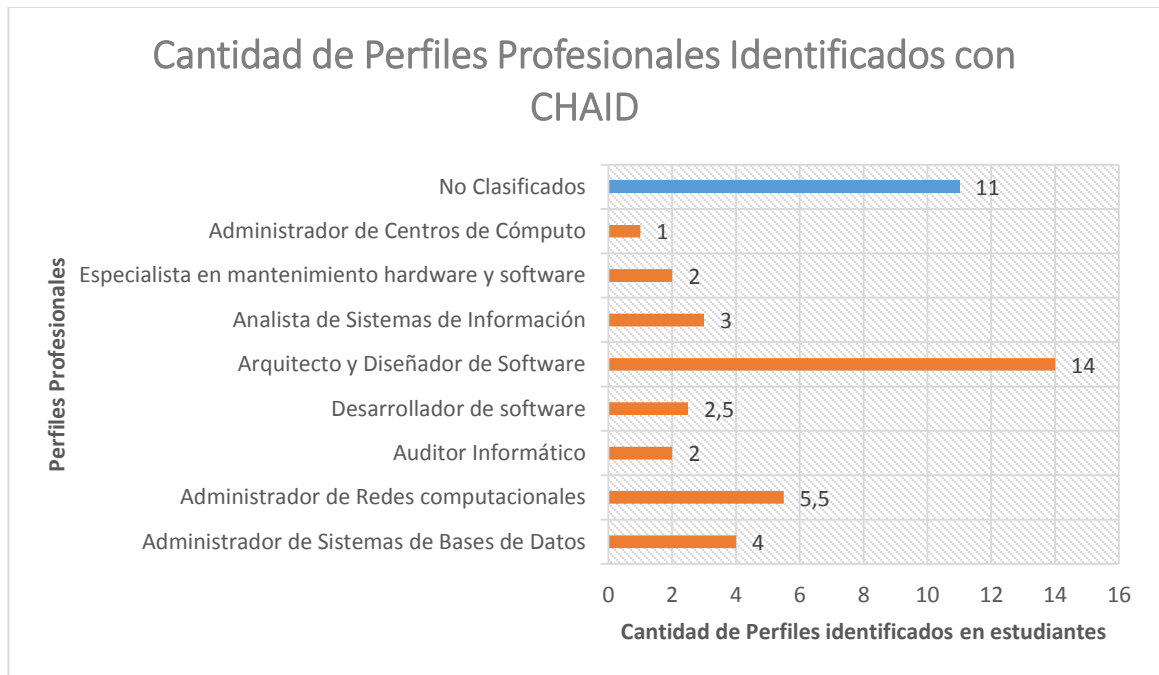 Cantidad de Perfiles Profesionales Identificados con
CHAID
Perfiles Profesionales
No Clasificados 11
Administrador de Centros de Cómputo 1
Especialista en mantenimiento hardware y software 2
Analista de Sistemas de Información 3
Arquitecto y Diseñador de Software 14
Desarrollador de software 2,5
Auditor Informático 2
Administrador de Redes computacionales 5,5
Administrador de Sistemas de Bases de Datos 4
0 2 4 6 8 10 12 14 16
Cantidad de Perfiles identificados en estudiantes